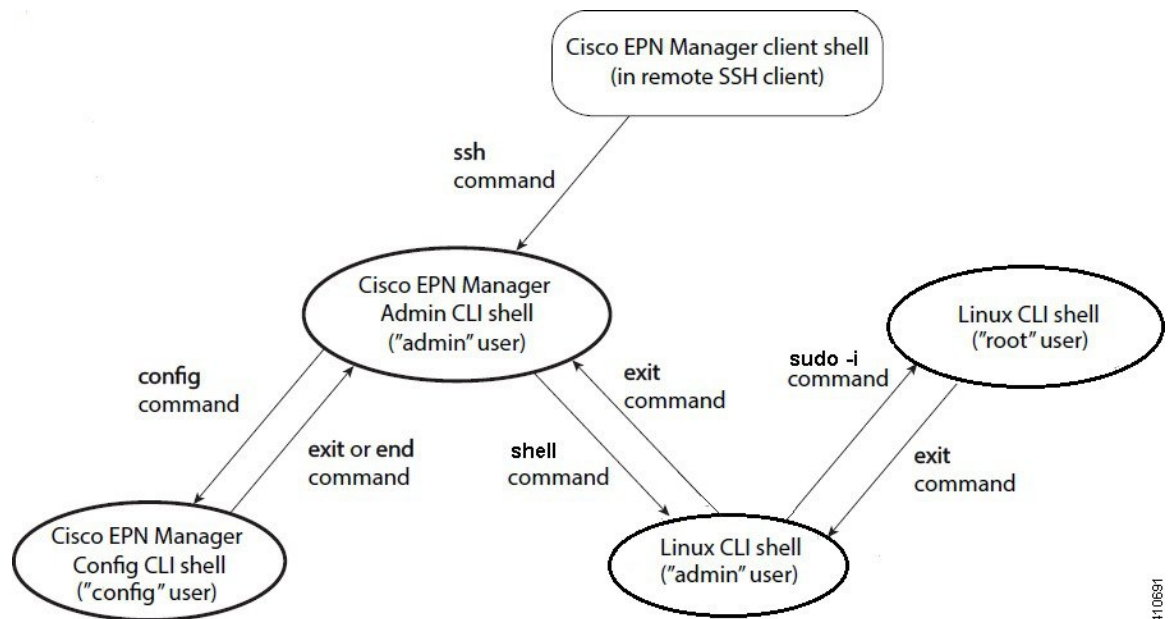 Cisco EPN Manager client shell
(in remote SSH client)
ssh
command
Cisco EPN Manager
Admin CLI shell
("admin" user)
Linux CLI shell
("root" user)
sudo -i
command
config
command
exit
command
exit or end
command
shell
command
exit
command
Cisco EPN Manager
Config CLI shell
("config" user)
Linux CLI shell
("admin" user)
410691